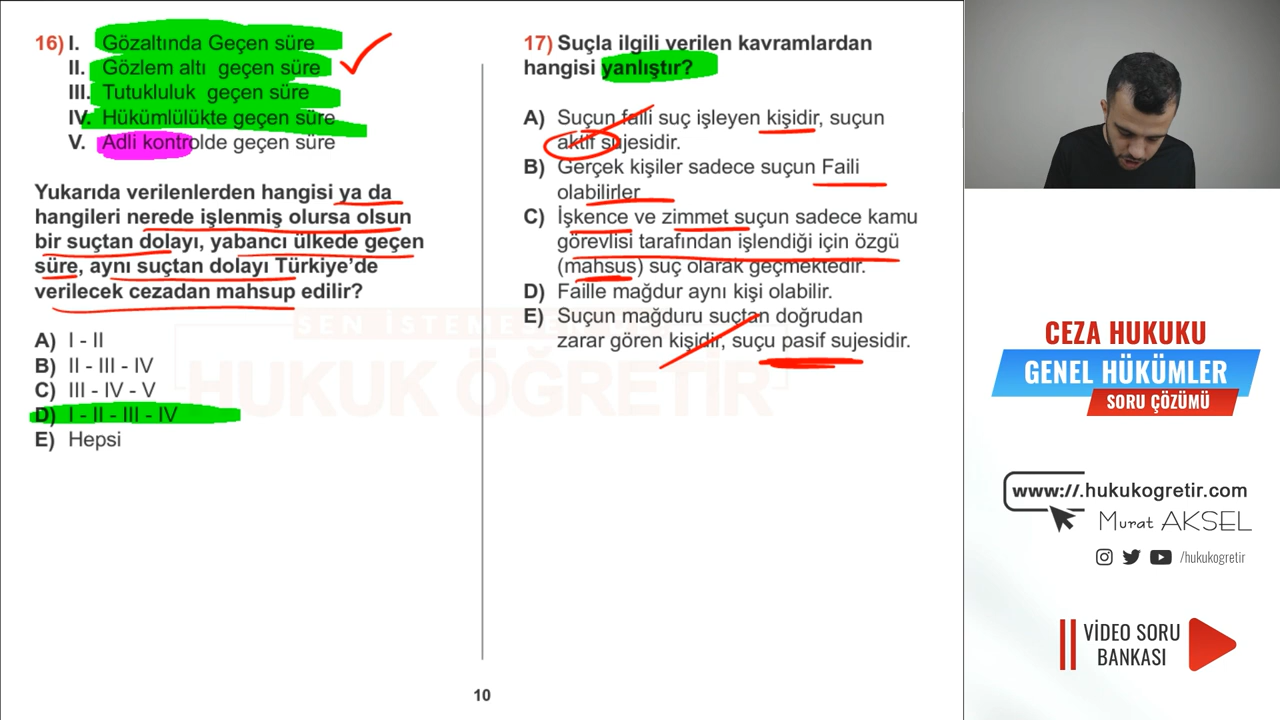 16) I. Gözaltında Geçen süre
II. Gözlem altı geçen süre
III. Tutukluluk geçen süre
IV. Hükümlülükte geçen süre
V. Adli kontrolde geçen süre
Yukarıda verilenlerden hangisi ya da
hangileri nerede işlenmiş olursa olsun
bir suçtan dolayı, yabancı ülkede geçen
süre, aynı suçtan dolayı Türkiye’de
verilecek cezadan mahsup edilir?
A) I - II
B) II - III - IV
C) III - IV - V
D) I - II - III - IV
E) Hepsi
17) Suçla ilgili verilen kavramlardan
hangisi yanlıştır?
A) Suçun faili suç işleyen kişidir, suçun
aktif sujesidir.
B) Gerçek kişiler sadece suçun Faili
olabilirler
C) İşkence ve zimmet suçun sadece kamu
görevlisi tarafından işlendiği için özgü
(mahsus) suç olarak geçmektedir.
D) Faille mağdur aynı kişi olabilir.
E) Suçun mağduru suçtan doğrudan
zarar gören kişidir, suçu pasif sujesidir.
HUKUK ÖĞRETİR
10
CEZA HUKUKU
GENEL HÜKÜMLER
SORU ÇÖZÜMÜ
www://.hukukogretir.com
Murat AKSEL
/hukukogretir
VİDEO SORU
BANKASI